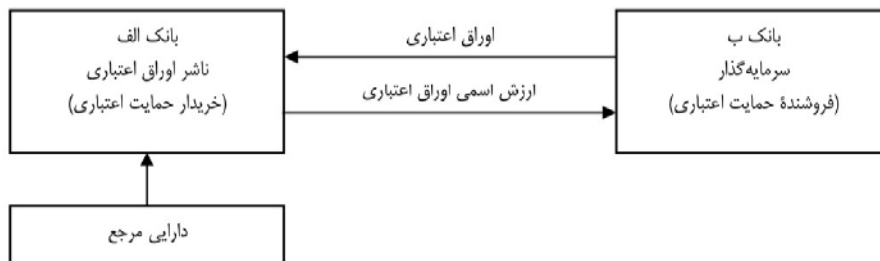 بانک ب
سرمایه‌گذار
(فروشندهٔ حمایت اعتباری)
اوراق اعتباری
ارزش اسمی اوراق اعتباری
بانک الف
ناشر اوراق اعتباری
(خریدار حمایت اعتباری)
دارایی مرجع